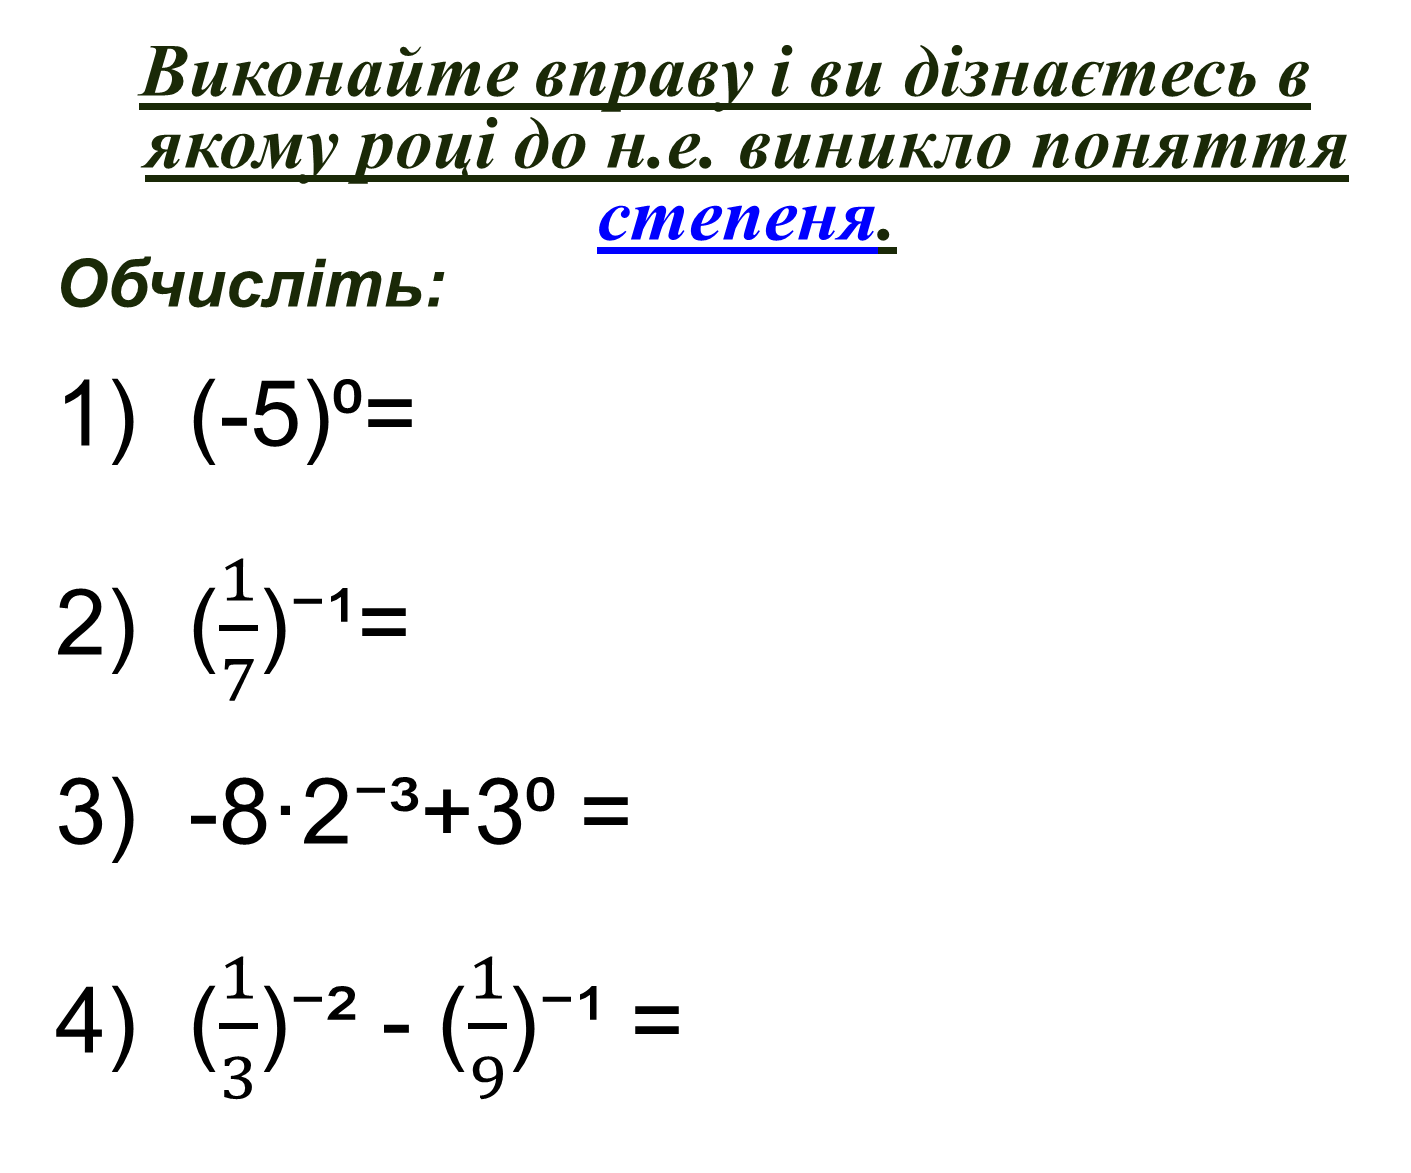 Виконайте вправу і ви дізнаєтесь в
якому році до н.е. виникло поняття
степеня.
Обчисліть:
1) (-5)⁰=
2) (1/7)⁻¹=
3) -8·2⁻³+3⁰ =
4) (1/3)⁻² - (1/9)⁻¹ =